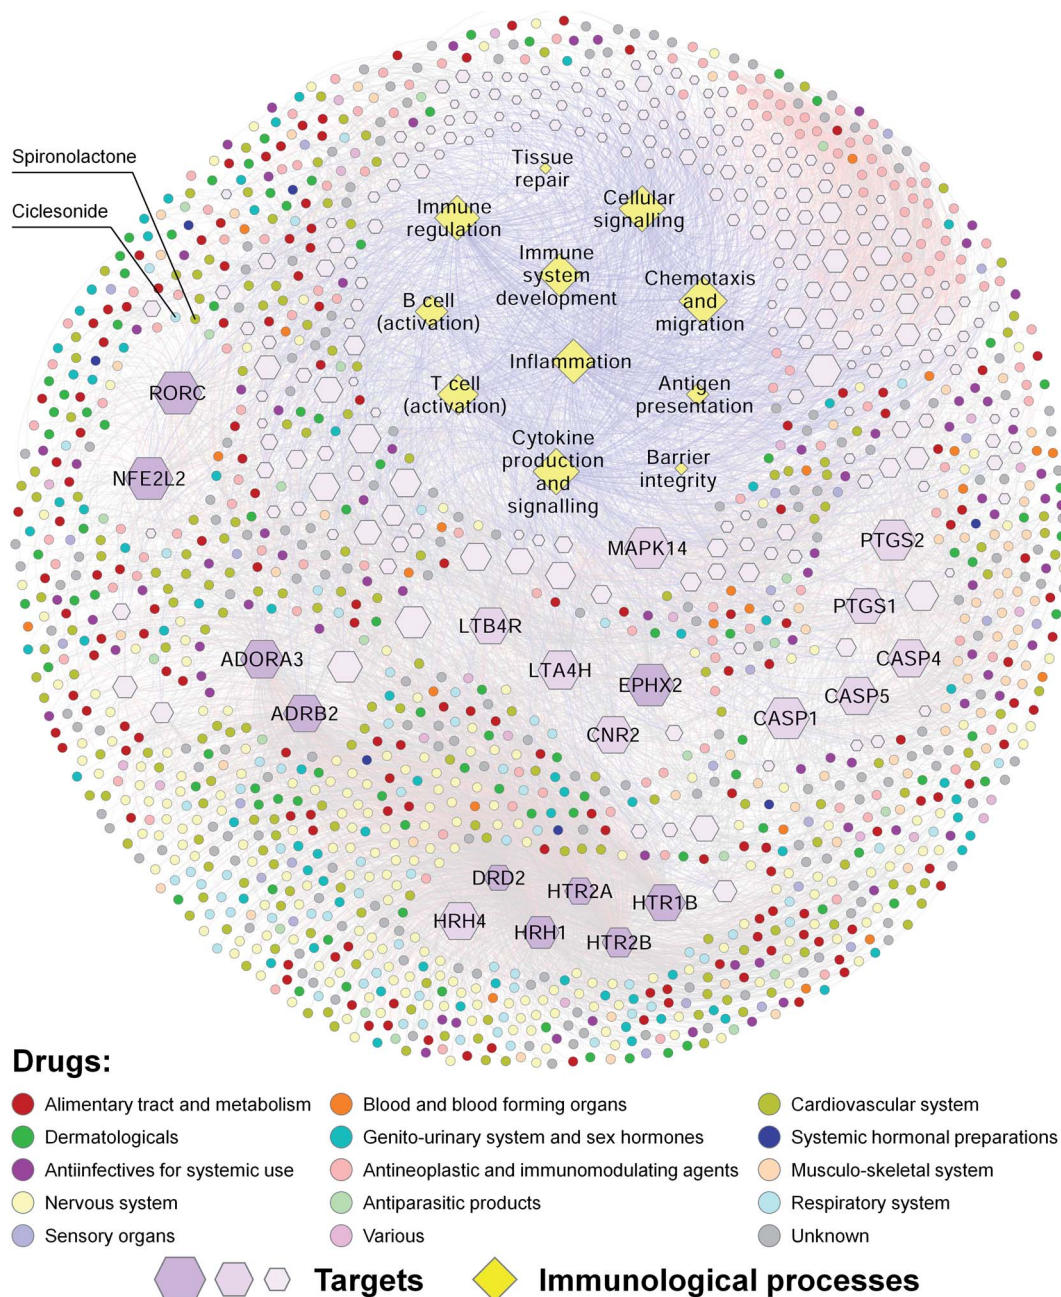 Spironolactone
Ciclesonide
Tissue
repair
Immune
regulation
Cellular
signalling
Immune
system
development
B cell
(activation)
Chemotaxis
and
migration
Inflammation
T cell
(activation)
Antigen
presentation
Cytokine
production
and
signalling
Barrier
integrity
RORC
NFE2L2
MAPK14
PTGS2
PTGS1
LTB4R
ADORA3
LTA4H
EPHX2
CASP4
CASP5
ADRB2
CNR2
CASP1
DRD2
HTR2A
HTR1B
HRH4
HRH1
HTR2B
Drugs:
Alimentary tract and metabolism
Blood and blood forming organs
Cardiovascular system
Dermatologicals
Genito-urinary system and sex hormones
Systemic hormonal preparations
Antiinfectives for systemic use
Antineoplastic and immunomodulating agents
Musculo-skeletal system
Nervous system
Antiparasitic products
Respiratory system
Sensory organs
Various
Unknown
Targets
Immunological processes